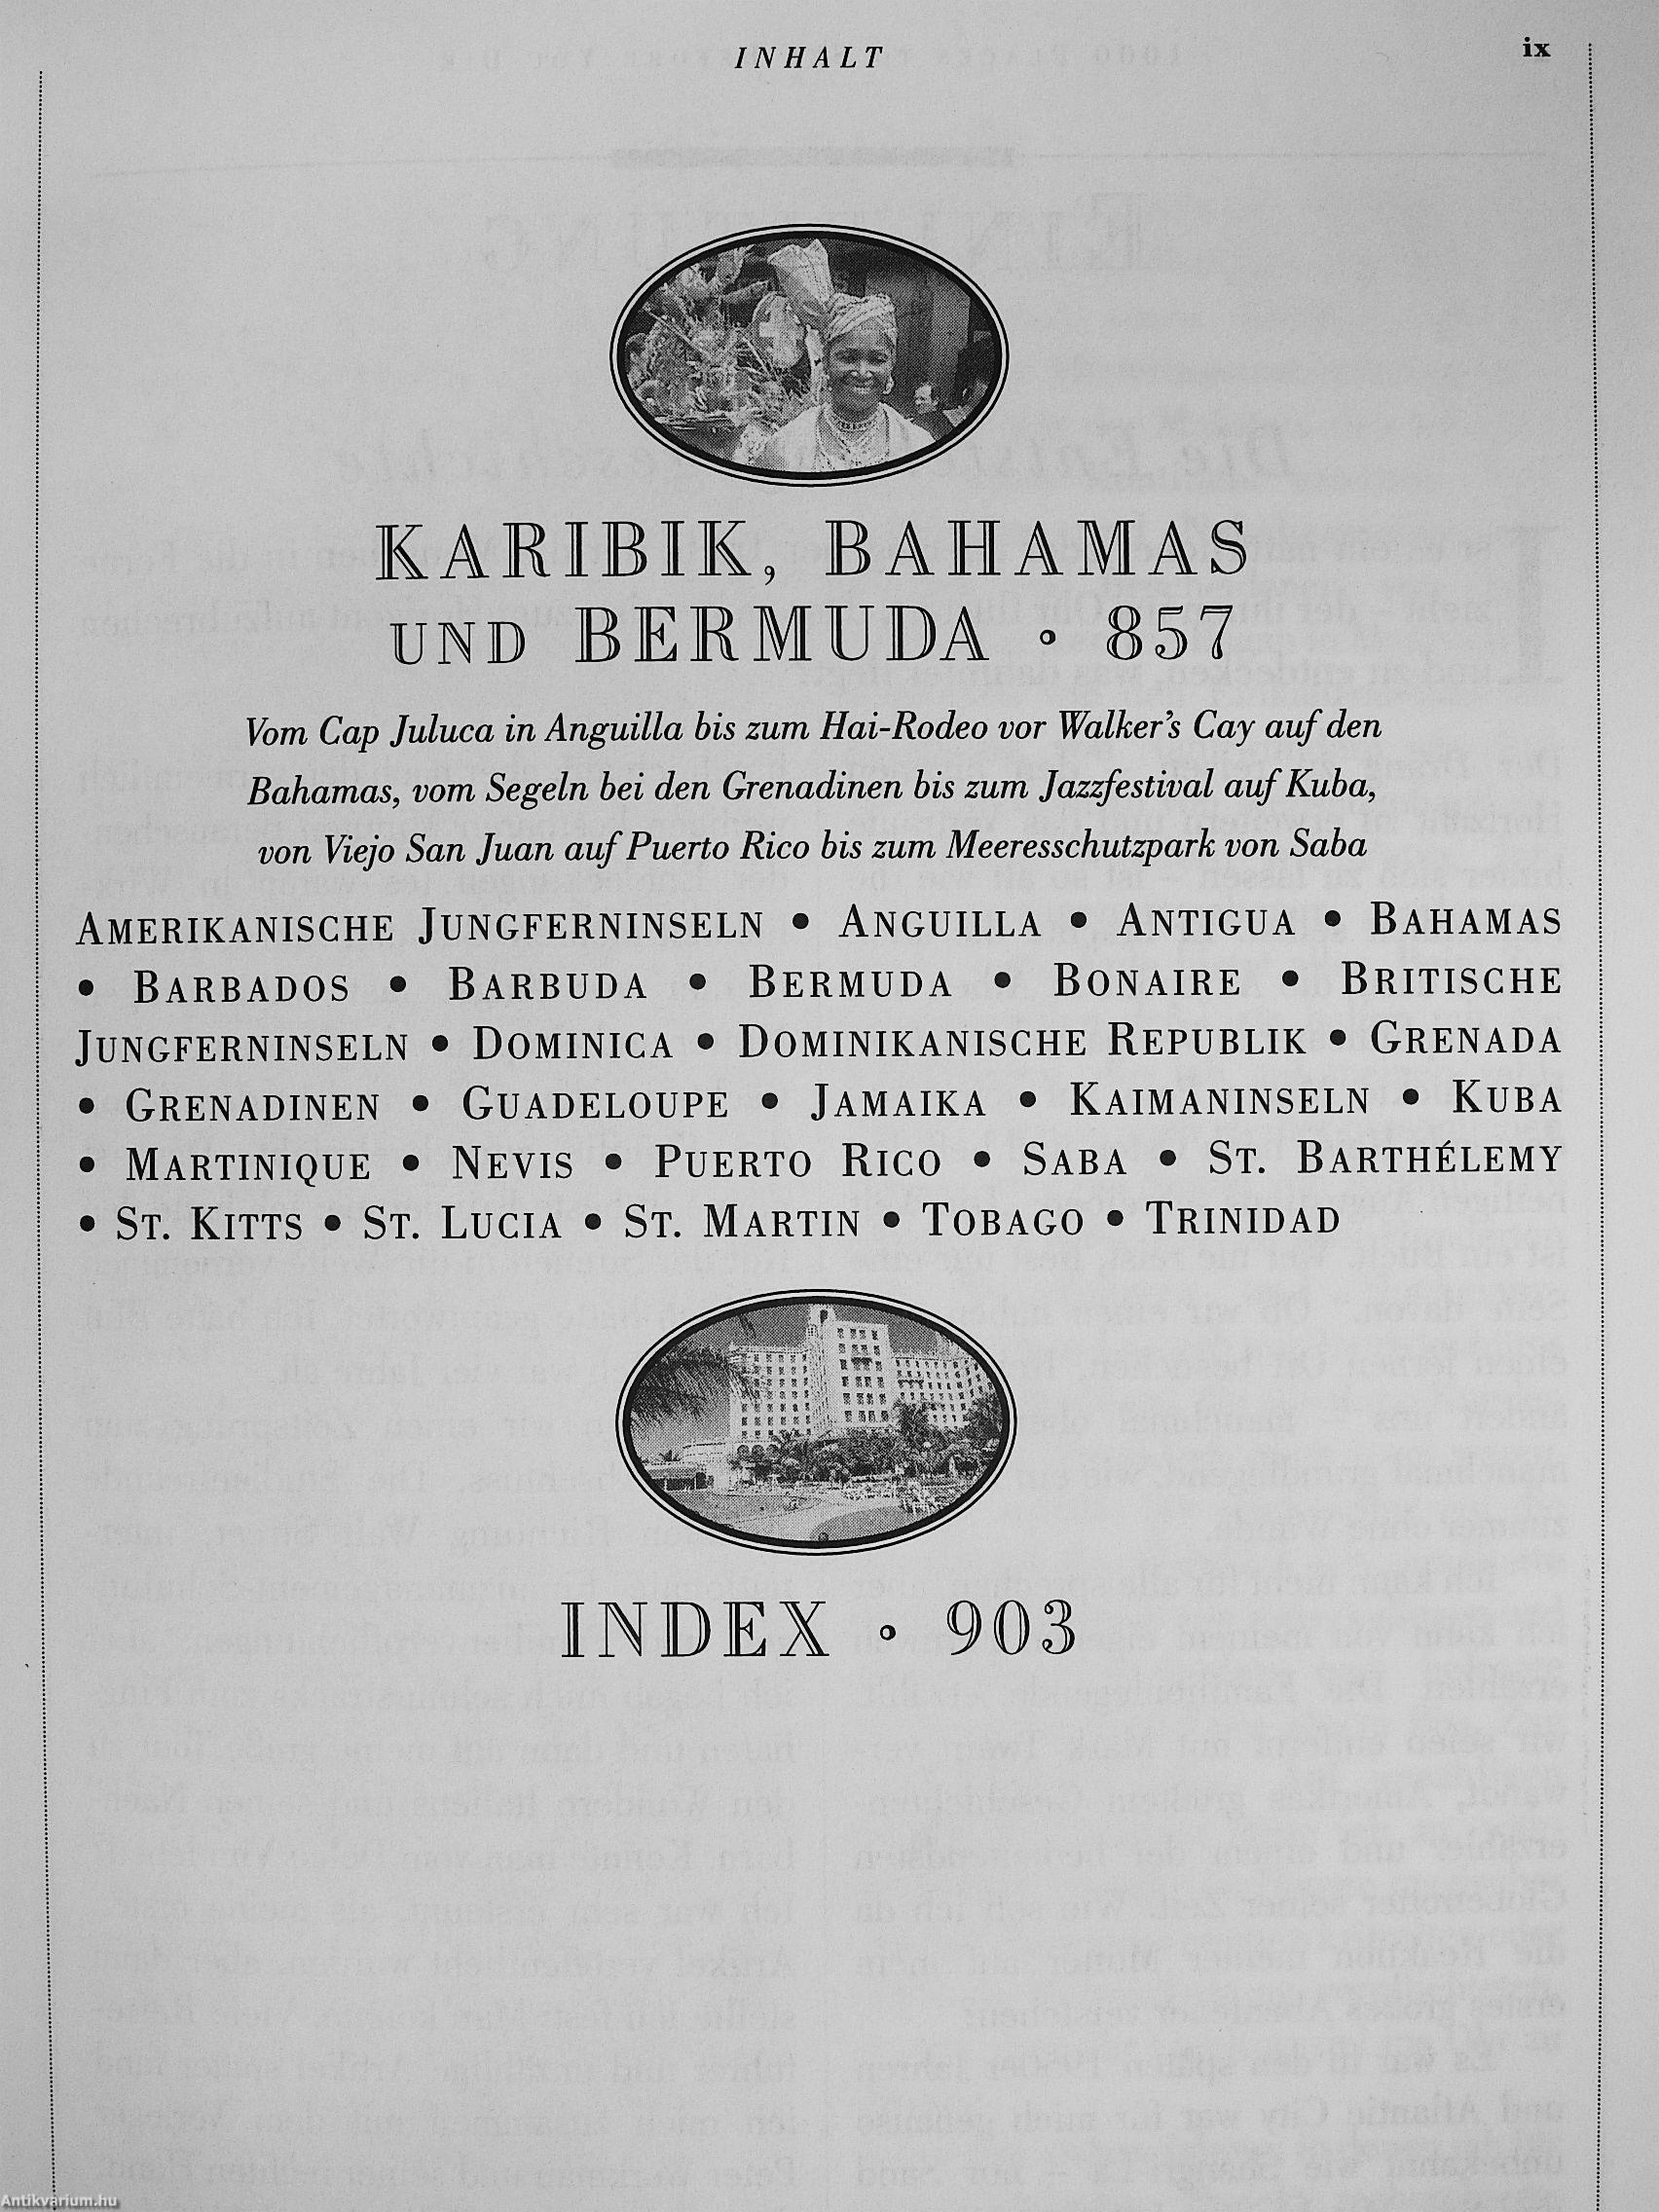 INHALT
ix
KARIBIK, BAHAMAS
UND BERMUDA • 857
Vom Cap Juluca in Anguilla bis zum Hai-Rodeo vor Walker's Cay auf den
Bahamas, vom Segeln bei den Grenadinen bis zum Jazzfestival auf Kuba,
von Viejo San Juan auf Puerto Rico bis zum Meeresschutzpark von Saba
AMERIKANISCHE JUNGFERNINSELN • ANGUILLA • ANTIGUA • BAHAMAS
• BARBADOS • BARBUDA • BERMUDA • BONAIRE • BRITISCHE
JUNGFERNINSELN • DOMINICA • DOMINIKANISCHE REPUBLIK • GRENADA
• GRENADINEN • GUADELOUPE • JAMAIKA • KAIMANINSELN • KUBA
• MARTINIQUE • NEVIS • PUERTO RICO • SABA • ST. BARTHÉLEMY
• ST. KITTS • ST. LUCIA • ST. MARTIN • TOBAGO • TRINIDAD
INDEX • 903
Antikvarium.hu